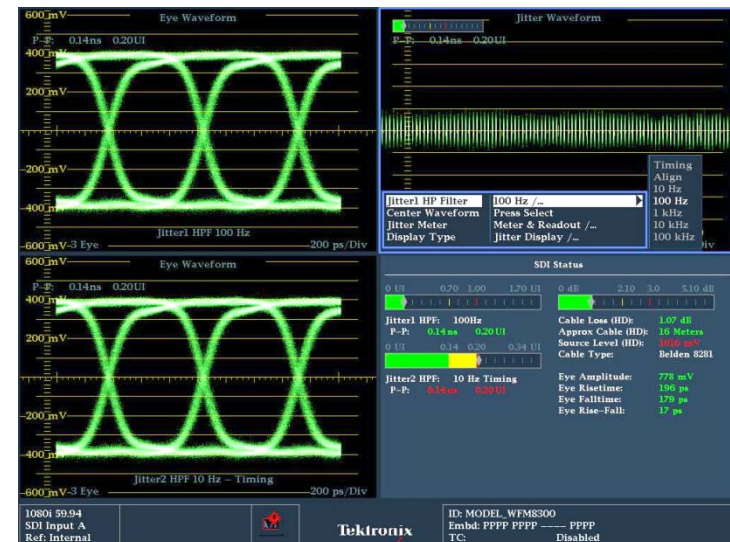 600 mV
Eye Waveform
P-P: 0.14ns 0.20UI
400 mV
200 mV
-200 mV
-400 mV
Jitter1 HPF 100 Hz
-600 mV-3 Eye
200 ps/Div
Jitter Waveform
P-P: 0.14ns 0.20UI
Timing
Align
10 Hz
100 Hz
1 kHz
10 kHz
100 kHz
Jitter1 HP Filter 100 Hz /...
Center Waveform Press Select
Jitter Meter Meter & Readout /...
Display Type Jitter Display /...
600 mV
Eye Waveform
P-P: 0.14ns 0.20UI
400 mV
200 mV
-200 mV
-400 mV
Jitter2 HPF 10 Hz – Timing
-600 mV-3 Eye
200 ps/Div
SDI Status
0 UI 0.70 1.00 1.70 UI
Jitter1 HPF: 100Hz
P-P: 0.14ns 0.20UI
0 UI 0.14 0.20 0.34 UI
Jitter2 HPF: 10 Hz Timing
P-P: 0.14ns 0.20UI
0 dB 2.10 3.0 5.10 dB
Cable Loss (HD): 1.07 dB
Approx Cable (HD): 16 Meters
Source Level (HD): 1016 mV
Cable Type: Belden 8281
Eye Amplitude: 778 mV
Eye Risetime: 196 ps
Eye Falltime: 179 ps
Eye Rise-Fall: 17 ps
1080i 59.94
SDI Input A
Ref: Internal
Tektronix
ID: MODEL_WFM8300
Embd: PPPP PPPP ---- PPPP
TC: Disabled